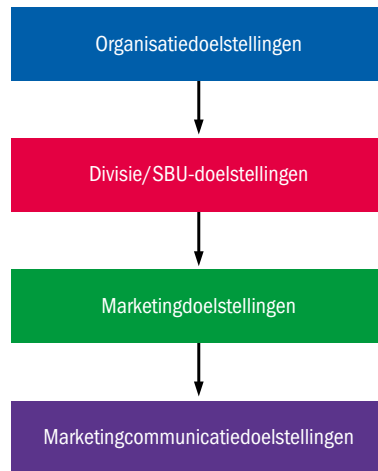 Organisatiedoelstellingen
Divisie/SBU-doelstellingen
Marketingdoelstellingen
Marketingcommunicatiedoelstellingen